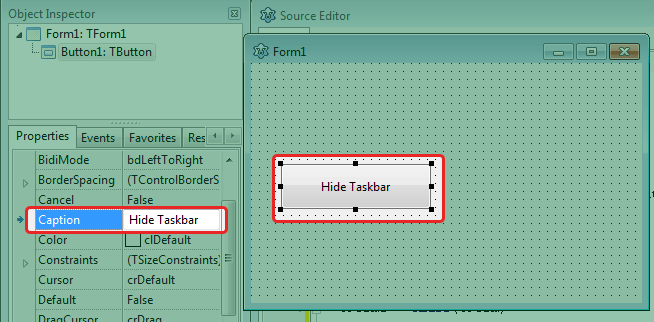 Object Inspector
Form1: TForm1
Button1: TButton
Properties Events Favorites Res
BidiMode bdLeftToRight
BorderSpacing (TControlBorderS
Cancel False
Caption Hide Taskbar
Color clDefault
Constraints (TSizeConstraints)
Cursor crDefault
Default False
DragCursor crDrag
Source Editor
Form1
Hide Taskbar